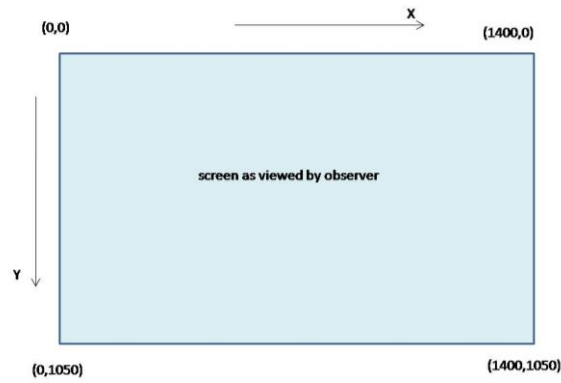 X
(0,0)
(1400,0)
screen as viewed by observer
Y
(0,1050)
(1400,1050)